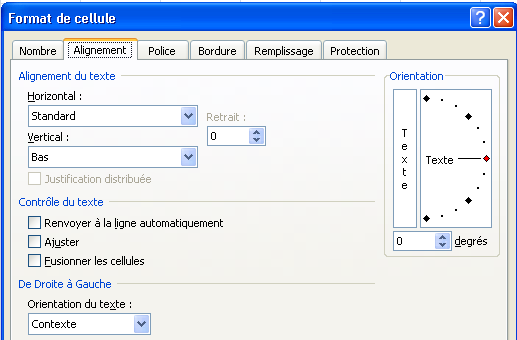 Format de cellule
Nombre Alignement Police Bordure Remplissage Protection
Alignement du texte
Horizontal :
Standard
Retrait :
Vertical :
0
Bas
Justification distribuée
Contrôle du texte
Renvoyer à la ligne automatiquement
Ajuster
Fusionner les cellules
De Droite à Gauche
Orientation du texte :
Contexte
Orientation
Texte
Texte
0 degrés